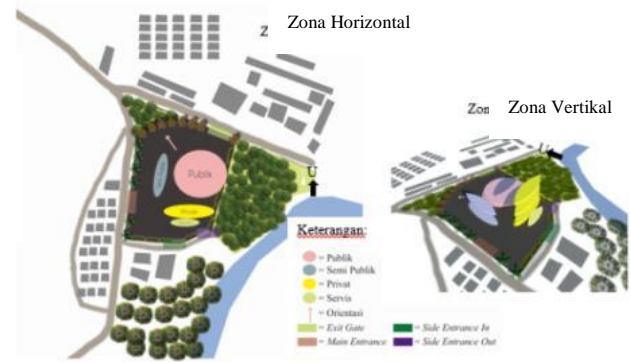 Zona Horizontal
Zona Vertikal
U
U
Publik
Privat
Keterangan:
= Publik
= Semi Publik
= Privat
= Servis
= Orientasi
= Exit Gate
= Main Entrance
= Side Entrance In
= Side Entrance Out